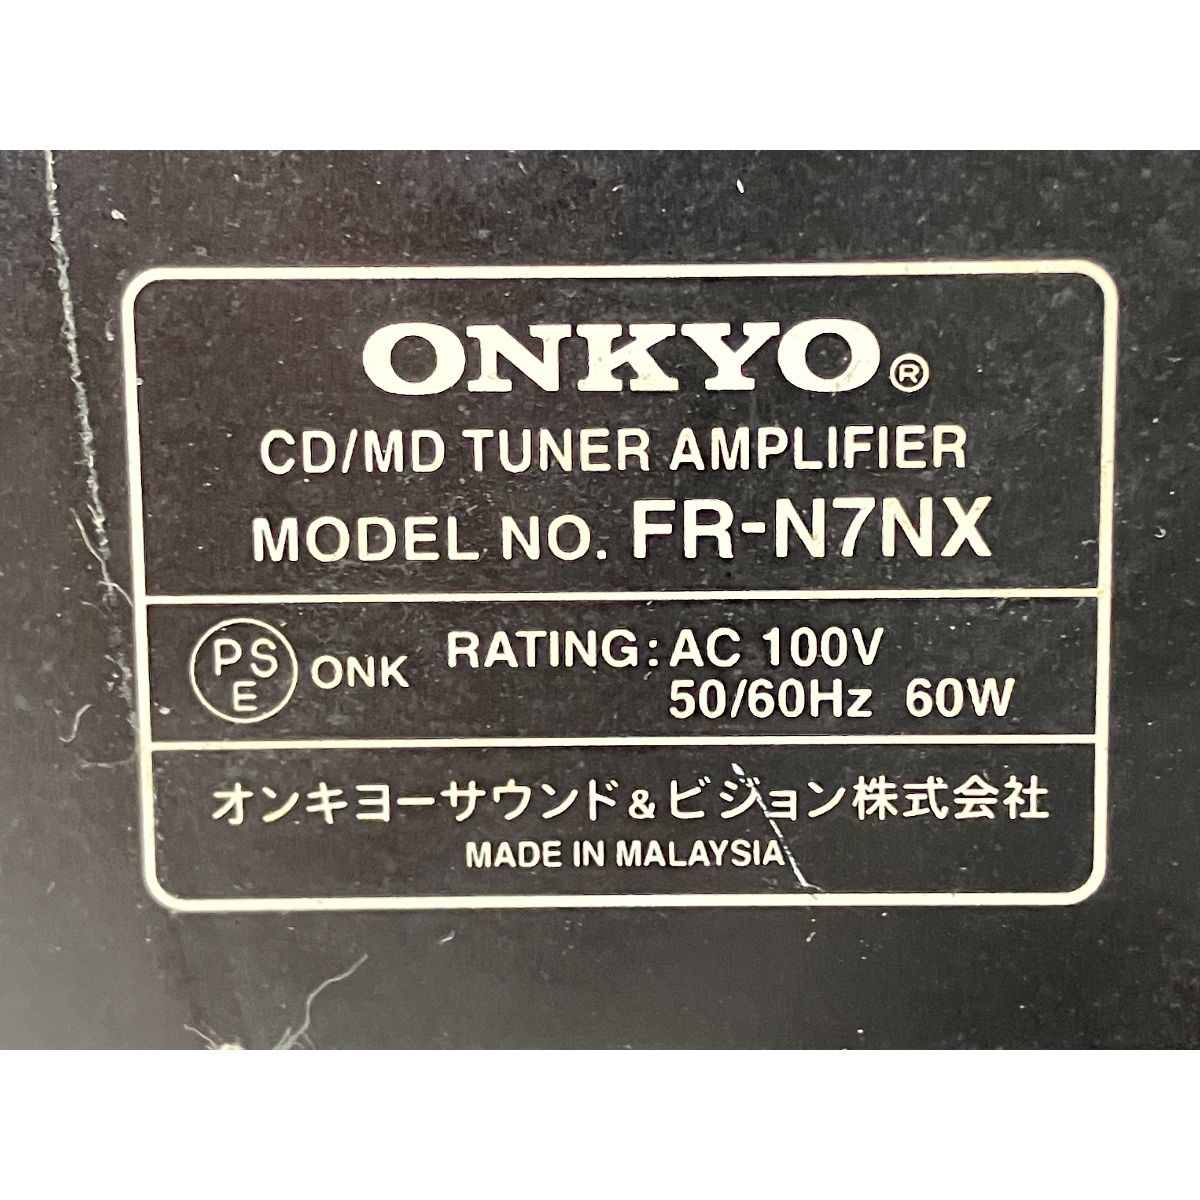 ONKYO®
CD/MD TUNER AMPLIFIER
MODEL NO. FR-N7NX
PSE ONK RATING: AC 100V
50/60Hz 60W
オンキヨーサウンド&ビジョン株式会社
MADE IN MALAYSIA